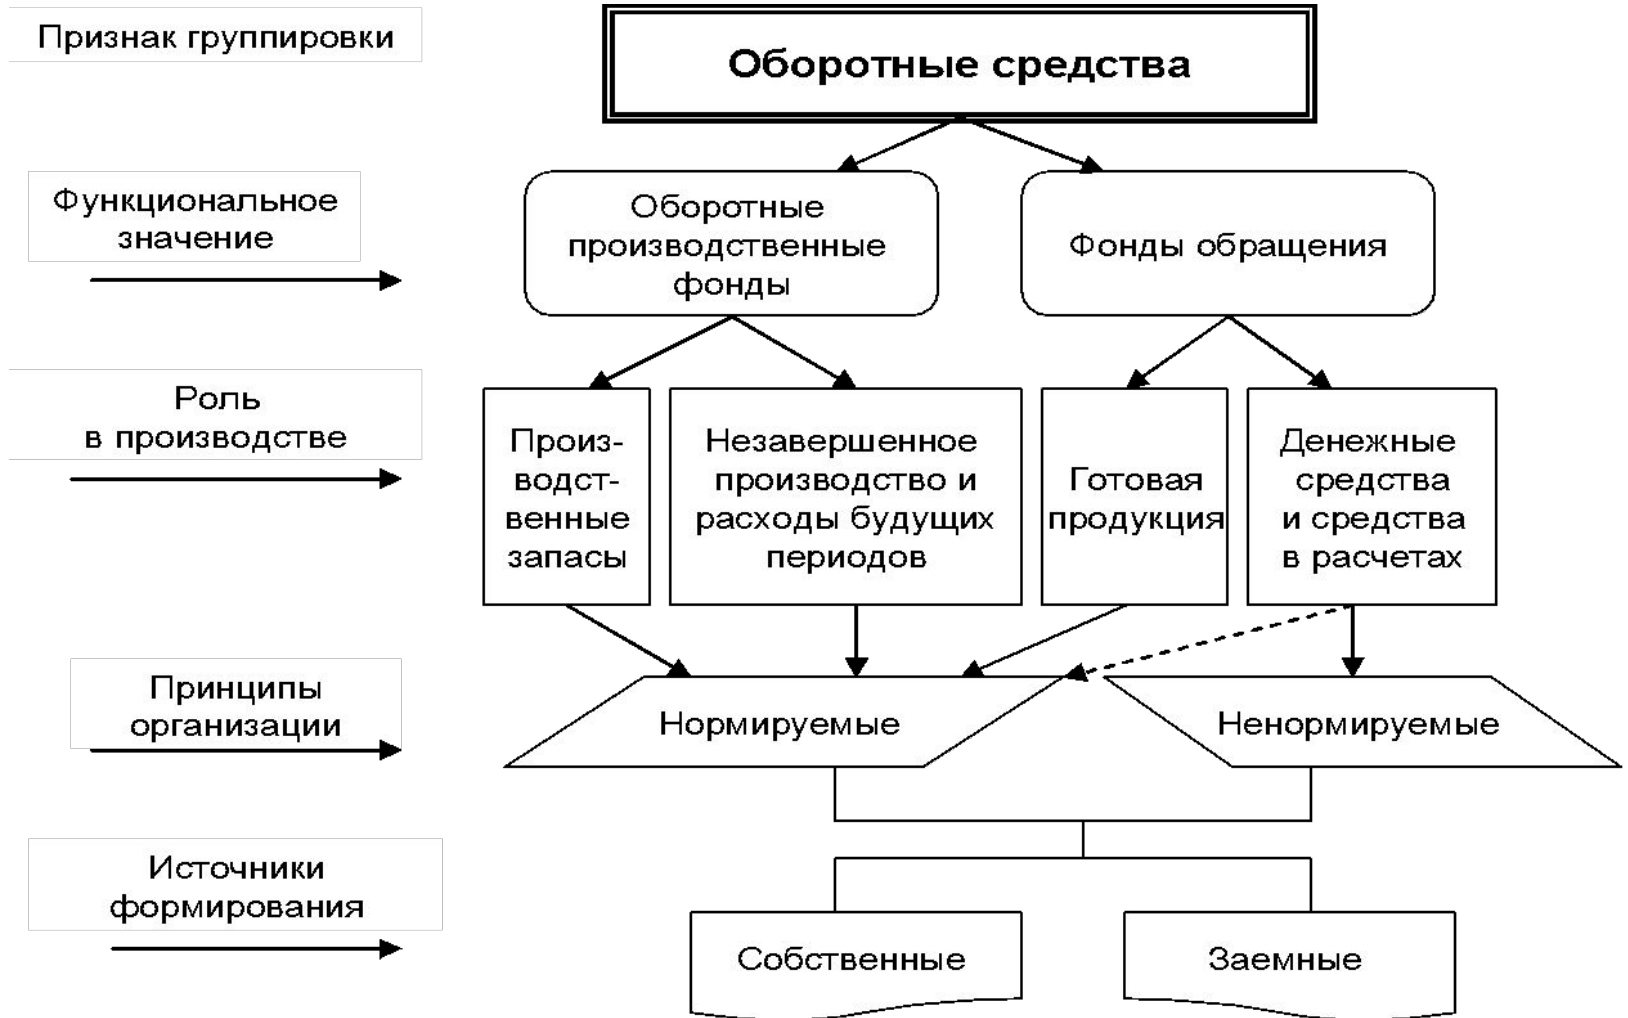 Признак группировки
Оборотные средства
Функциональное
значение
Оборотные
производственные
фонды
Фонды обращения
Роль
в производстве
Произ-
водст-
венные
запасы
Незавершенное
производство и
расходы будущих
периодов
Готовая
продукция
Денежные
средства
и средства
в расчетах
Принципы
организации
Нормируемые
Ненормируемые
Источники
формирования
Собственные
Заемные